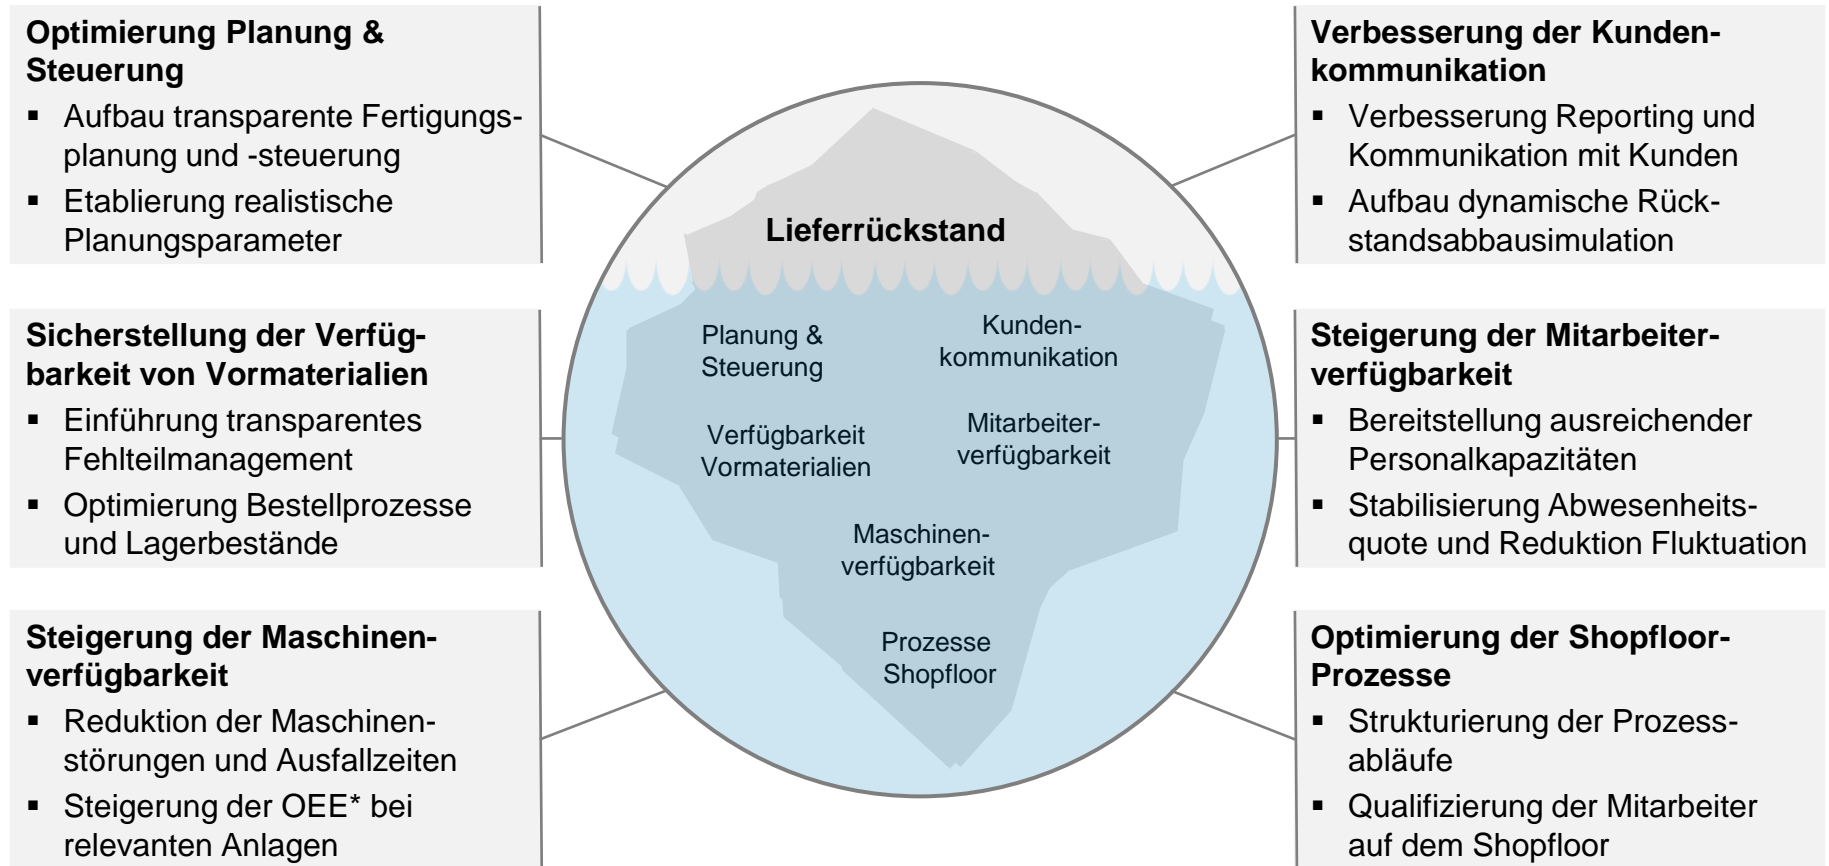 Optimierung Planung &
Steuerung
▪ Aufbau transparente Fertigungs-
planung und -steuerung
▪ Etablierung realistische
Planungsparameter
Sicherstellung der Verfüg-
barkeit von Vormaterialien
▪ Einführung transparentes
Fehlteilmanagement
▪ Optimierung Bestellprozesse
und Lagerbestände
Steigerung der Maschinen-
verfügbarkeit
▪ Reduktion der Maschinen-
störungen und Ausfallzeiten
▪ Steigerung der OEE* bei
relevanten Anlagen
Lieferrückstand
Planung &
Steuerung
Kunden-
kommunikation
Verfügbarkeit
Vormaterialien
Mitarbeiter-
verfügbarkeit
Maschinen-
verfügbarkeit
Prozesse
Shopfloor
Verbesserung der Kunden-
kommunikation
▪ Verbesserung Reporting und
Kommunikation mit Kunden
▪ Aufbau dynamische Rück-
standsabbausimulation
Steigerung der Mitarbeiter-
verfügbarkeit
▪ Bereitstellung ausreichender
Personalkapazitäten
▪ Stabilisierung Abwesenheits-
quote und Reduktion Fluktuation
Optimierung der Shopfloor-
Prozesse
▪ Strukturierung der Prozess-
abläufe
▪ Qualifizierung der Mitarbeiter
auf dem Shopfloor